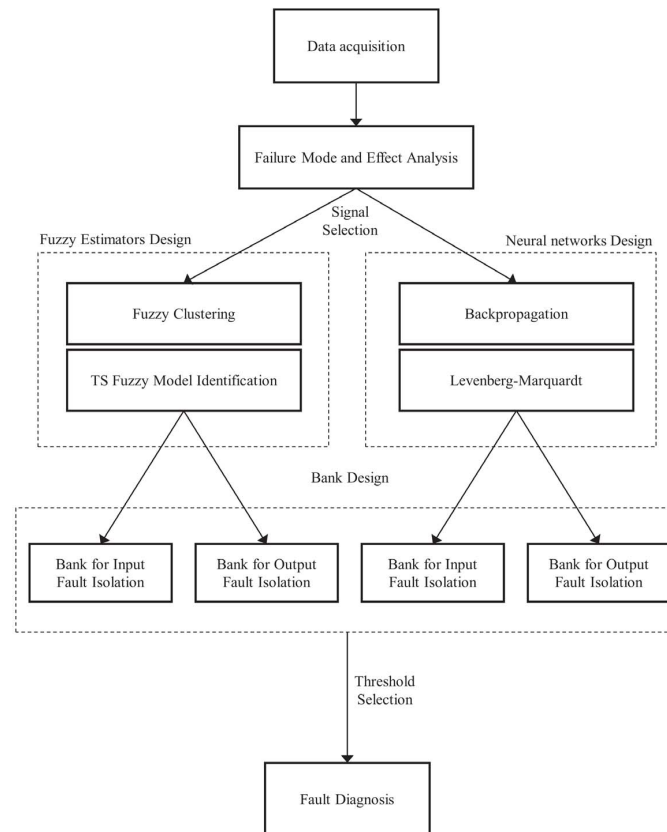 Data acquisition
Failure Mode and Effect Analysis
Signal
Selection
Fuzzy Estimators Design
Neural networks Design
Fuzzy Clustering
Backpropagation
TS Fuzzy Model Identification
Levenberg-Marquardt
Bank Design
Bank for Input
Fault Isolation
Bank for Output
Fault Isolation
Bank for Input
Fault Isolation
Bank for Output
Fault Isolation
Threshold
Selection
Fault Diagnosis